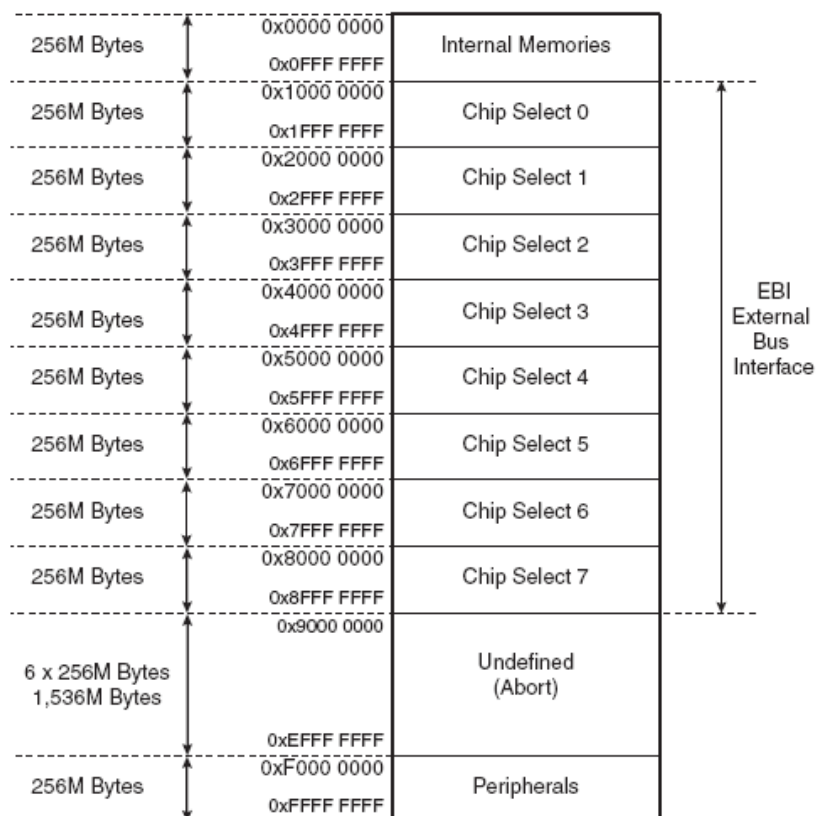 256M Bytes
0x0000 0000
0x0FFF FFFF
Internal Memories
256M Bytes
0x1000 0000
0x1FFF FFFF
Chip Select 0
256M Bytes
0x2000 0000
0x2FFF FFFF
Chip Select 1
256M Bytes
0x3000 0000
0x3FFF FFFF
Chip Select 2
256M Bytes
0x4000 0000
0x4FFF FFFF
Chip Select 3
256M Bytes
0x5000 0000
0x5FFF FFFF
Chip Select 4
256M Bytes
0x6000 0000
0x6FFF FFFF
Chip Select 5
256M Bytes
0x7000 0000
0x7FFF FFFF
Chip Select 6
256M Bytes
0x8000 0000
0x8FFF FFFF
Chip Select 7
EBI
External
Bus
Interface
6 x 256M Bytes
1,536M Bytes
0x9000 0000
0xEFFF FFFF
Undefined
(Abort)
256M Bytes
0xF000 0000
0xFFFF FFFF
Peripherals